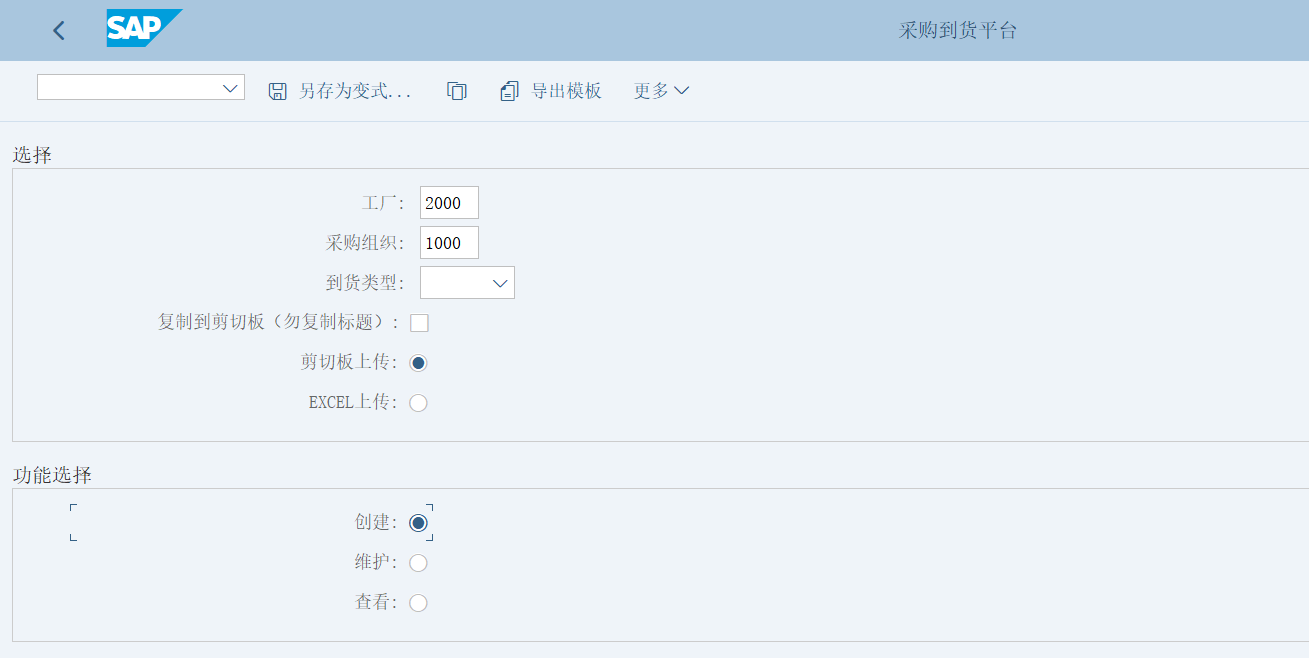 SAP
采购到货平台
另存为变式... 导出模板 更多
选择
工厂: 2000
采购组织: 1000
到货类型:
复制到剪切板（勿复制标题）:
剪切板上传:
EXCEL上传:
功能选择
创建:
维护:
查看: